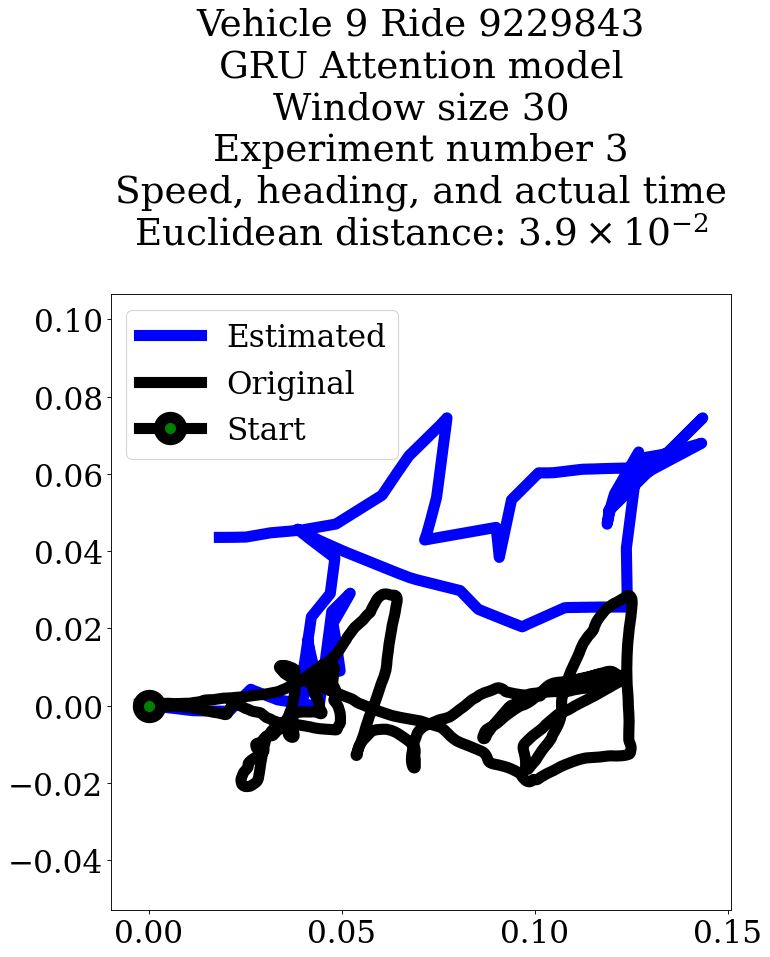 Vehicle 9 Ride 9229843
GRU Attention model
Window size 30
Experiment number 3
Speed, heading, and actual time
Euclidean distance: 3.9 × 10⁻²
Estimated
Original
Start
0.10
0.08
0.06
0.04
0.02
0.00
−0.02
−0.04
0.00 0.05 0.10 0.15